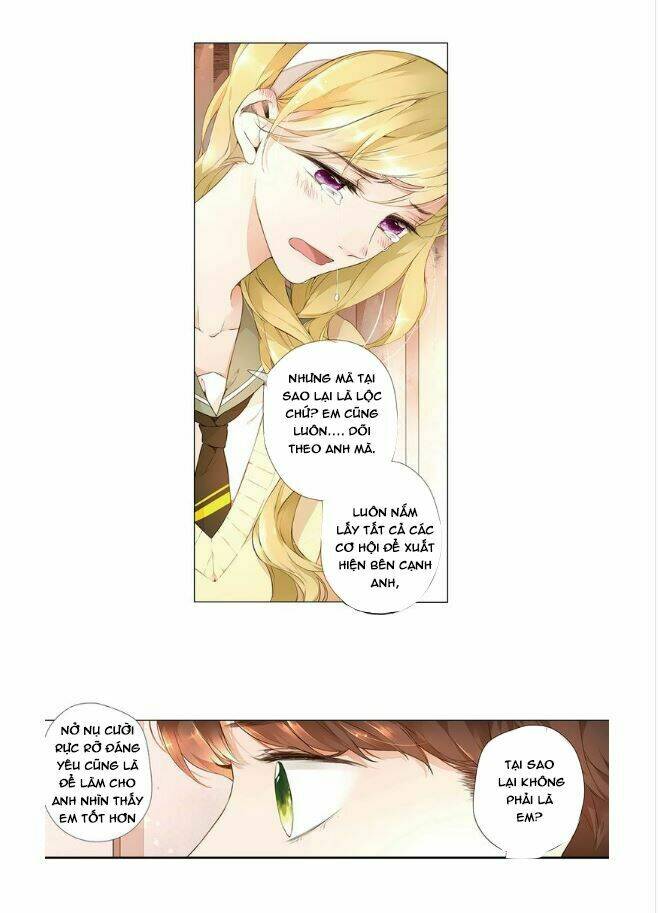 NHƯNG MÀ TẠI
SAO LẠI LÀ LỘC
CHỨ? EM CŨNG
LUÔN.... DÕI
THEO ANH MÀ.
LUÔN NẮM
LẤY TẤT CẢ CÁC
CƠ HỘI ĐỂ XUẤT
HIỆN BÊN CẠNH
ANH,
NỞ NỤ CƯỜI
RỰC RỠ ĐÁNG
YÊU CŨNG LÀ
ĐỂ LÀM CHO
ANH NHÌN THẤY
EM TỐT HƠN
TẠI SAO
LẠI KHÔNG
PHẢI LÀ
EM?